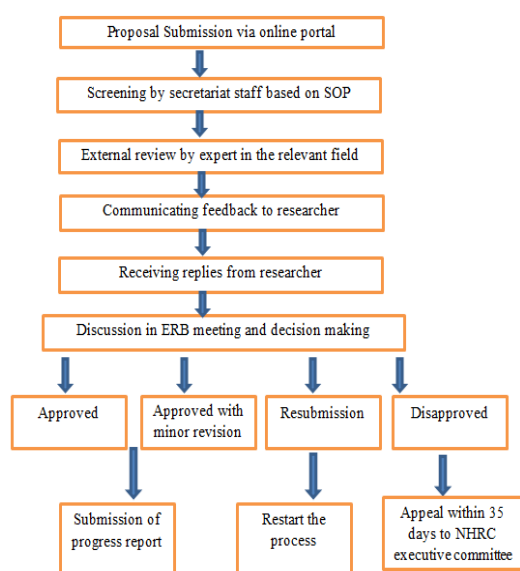 Proposal Submission via online portal
Screening by secretariat staff based on SOP
External review by expert in the relevant field
Communicating feedback to researcher
Receiving replies from researcher
Discussion in ERB meeting and decision making
Approved
Approved with
minor revision
Resubmission
Disapproved
Submission of
progress report
Restart the
process
Appeal within 35
days to NHRC
executive committee